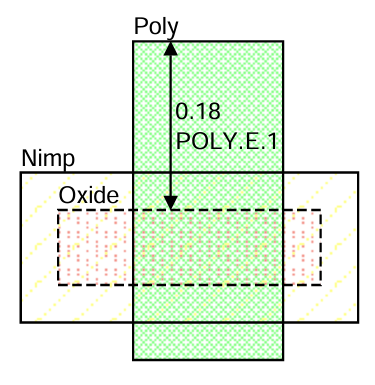 Poly
0.18
POLY.E.1
Nimp
Oxide